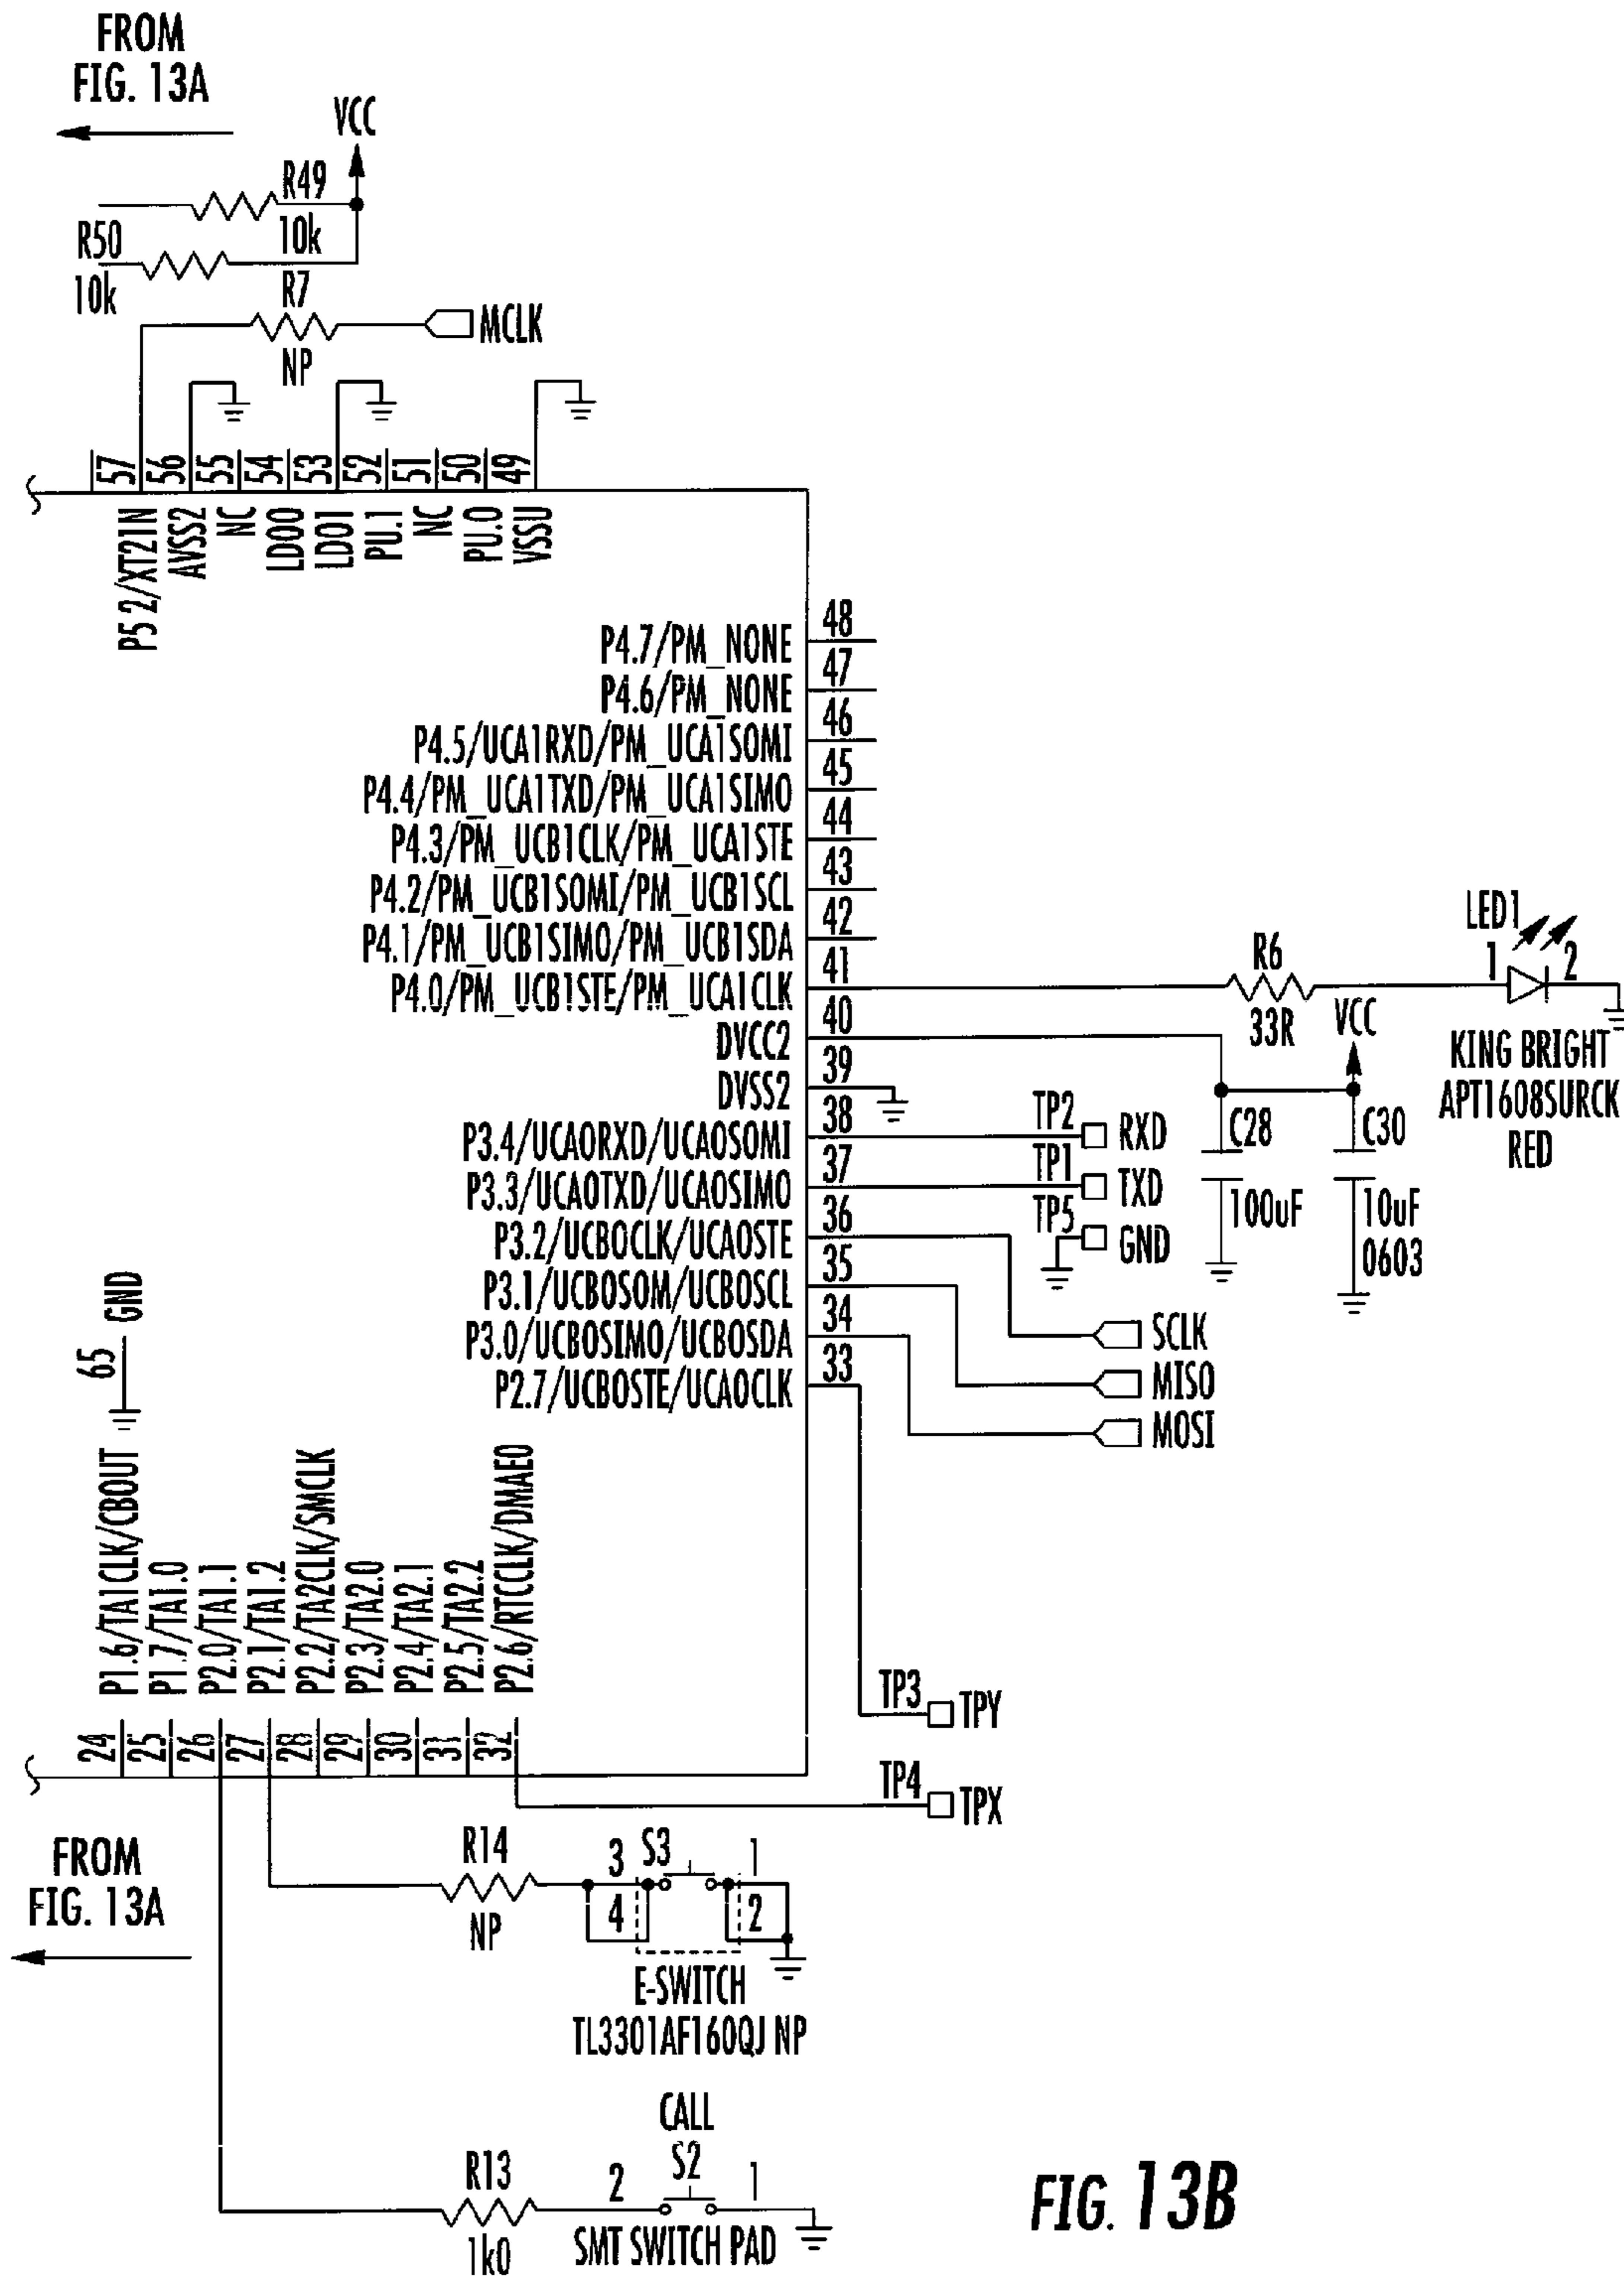 FROM
FIG. 13A
VCC
R49
10k
R50
10k
R7
NP
MCLK
57
56
55
54
53
52
51
50
49
P5 2/XT21N
AVSS2
NC
LDO0
LDO1
PU.1
NC
PU.0
VSSU
P4.7/PM_NONE 48
P4.6/PM_NONE 47
P4.5/UCA1RXD/PM_UCA1SOMI 46
P4.4/PM_UCA1TXD/PM_UCA1SIMO 45
P4.3/PM_UCB1CLK/PM_UCA1STE 44
P4.2/PM_UCB1SOMI/PM_UCB1SCL 43
P4.1/PM_UCB1SIMO/PM_UCB1SDA 42
P4.0/PM_UCB1STE/PM_UCA1CLK 41
DVCC2 40
DVSS2 39
P3.4/UCA0RXD/UCA0SOMI 38
P3.3/UCA0TXD/UCA0SIMO 37
P3.2/UCB0CLK/UCA0STE 36
P3.1/UCB0SOM/UCB0SCL 35
P3.0/UCB0SIMO/UCB0SDA 34
P2.7/UCB0STE/UCA0CLK 33
R6
33R
LED1
1 2
KING BRIGHT
APT1608SURCK
RED
VCC
C28
100uF
C30
10uF
0603
TP2 RXD
TP1 TXD
TP5 GND
SCLK
MISO
MOSI
65 GND
P1.6/TA1CLK/CBOUT
P1.7/TA1.0
P2.0/TA1.1
P2.1/TA1.2
P2.2/TA2CLK/SMCLK
P2.3/TA2.0
P2.4/TA2.1
P2.5/TA2.2
P2.6/RTCCLK/DMAE0
24
25
26
27
28
29
30
31
32
TP3 TPY
TP4 TPX
FROM
FIG. 13A
R14
NP
3 S3 1
4 2
E-SWITCH
TL3301AF160QJ NP
CALL
R13
1k0
2 S2 1
SMT SWITCH PAD
FIG. 13B